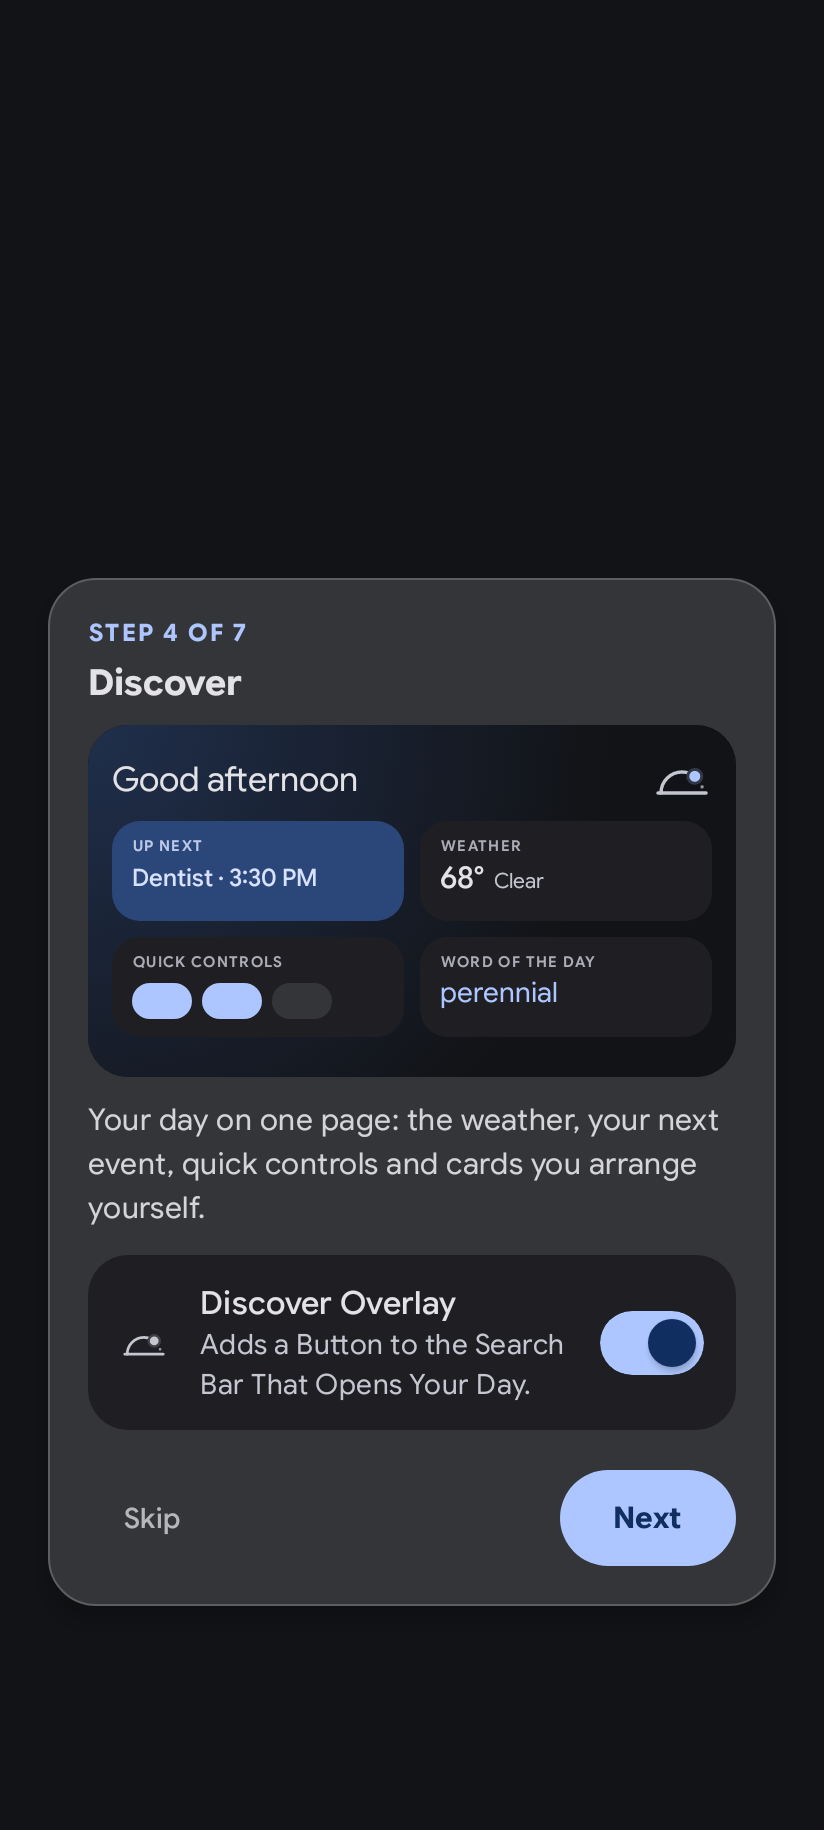 STEP 4 OF 7
Discover
Good afternoon
UP NEXT
Dentist · 3:30 PM
WEATHER
68° Clear
QUICK CONTROLS
WORD OF THE DAY
perennial
Your day on one page: the weather, your next
event, quick controls and cards you arrange
yourself.
Discover Overlay
Adds a Button to the Search
Bar That Opens Your Day.
Skip
Next